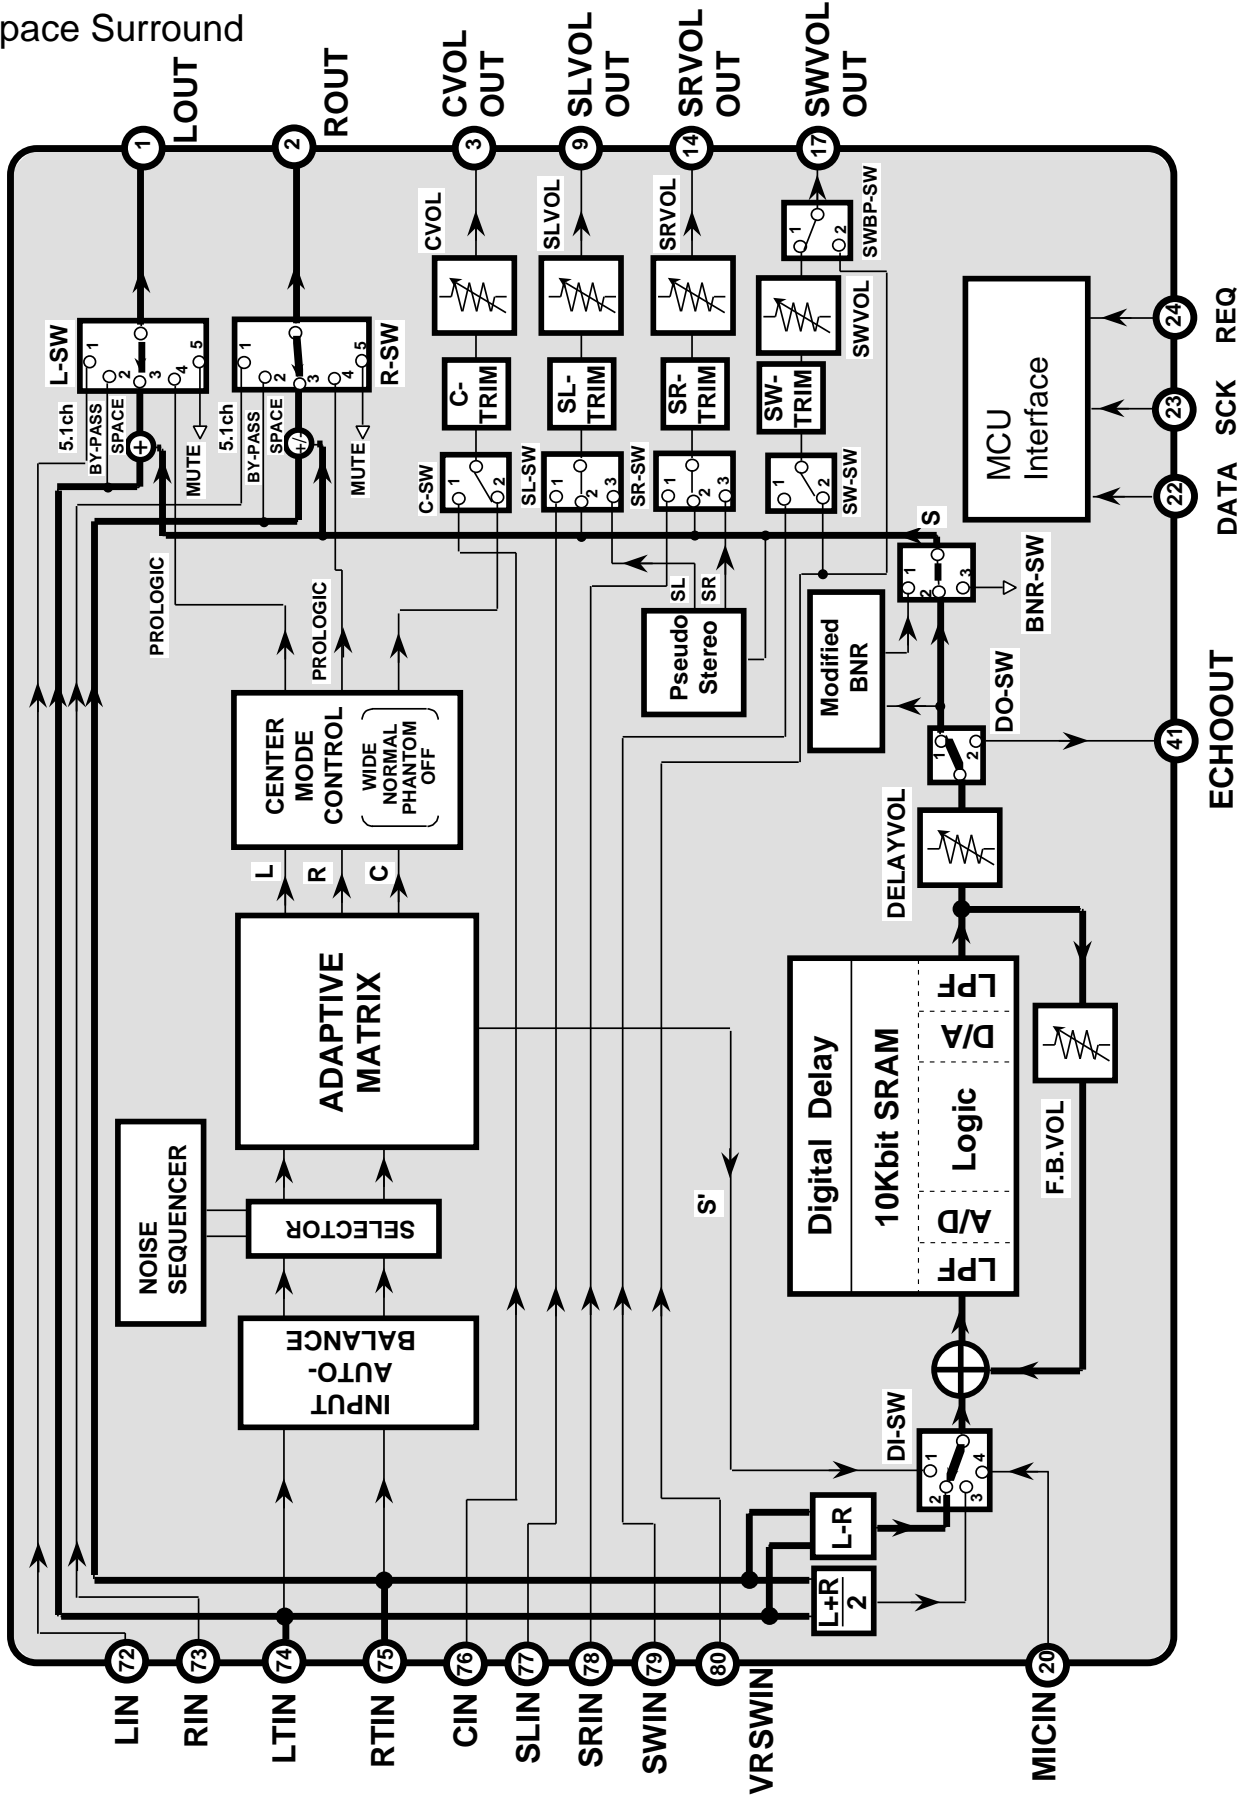 pace Surround
1
LOUT
2
ROUT
3
CVOL
OUT
9
SLVOL
OUT
14
SRVOL
OUT
17
SWVOL
OUT
L-SW
1
2
3
4
5
5.1ch
BY-PASS
SPACE
+
MUTE
PROLOGIC
R-SW
1
2
3
4
5
5.1ch
BY-PASS
SPACE
+/-
MUTE
PROLOGIC
CVOL
C-
TRIM
C-SW
1
2
SLVOL
SL-
TRIM
SL-SW
1
2
3
SRVOL
SR-
TRIM
SR-SW
1
2
3
SWBP-SW
1
2
SWVOL
SW-
TRIM
SW-SW
1
2
MCU
Interface
24
REQ
23
SCK
22
DATA
S
BNR-SW
1
2
3
Modified
BNR
Pseudo
Stereo
SL
SR
CENTER
MODE
CONTROL
WIDE
NORMAL
PHANTOM
OFF
L
R
C
ADAPTIVE
MATRIX
NOISE
SEQUENCER
SELECTOR
INPUT
AUTO-
BALANCE
S'
DO-SW
1
2
41
ECHOOUT
DELAYVOL
Digital Delay
10Kbit SRAM
LPF
A/D
Logic
D/A
LPF
F.B.VOL
DI-SW
1
2
3
4
L-R
L+R
2
72
LIN
73
RIN
74
LTIN
75
RTIN
76
CIN
77
SLIN
78
SRIN
79
SWIN
80
VRSWIN
20
MICIN